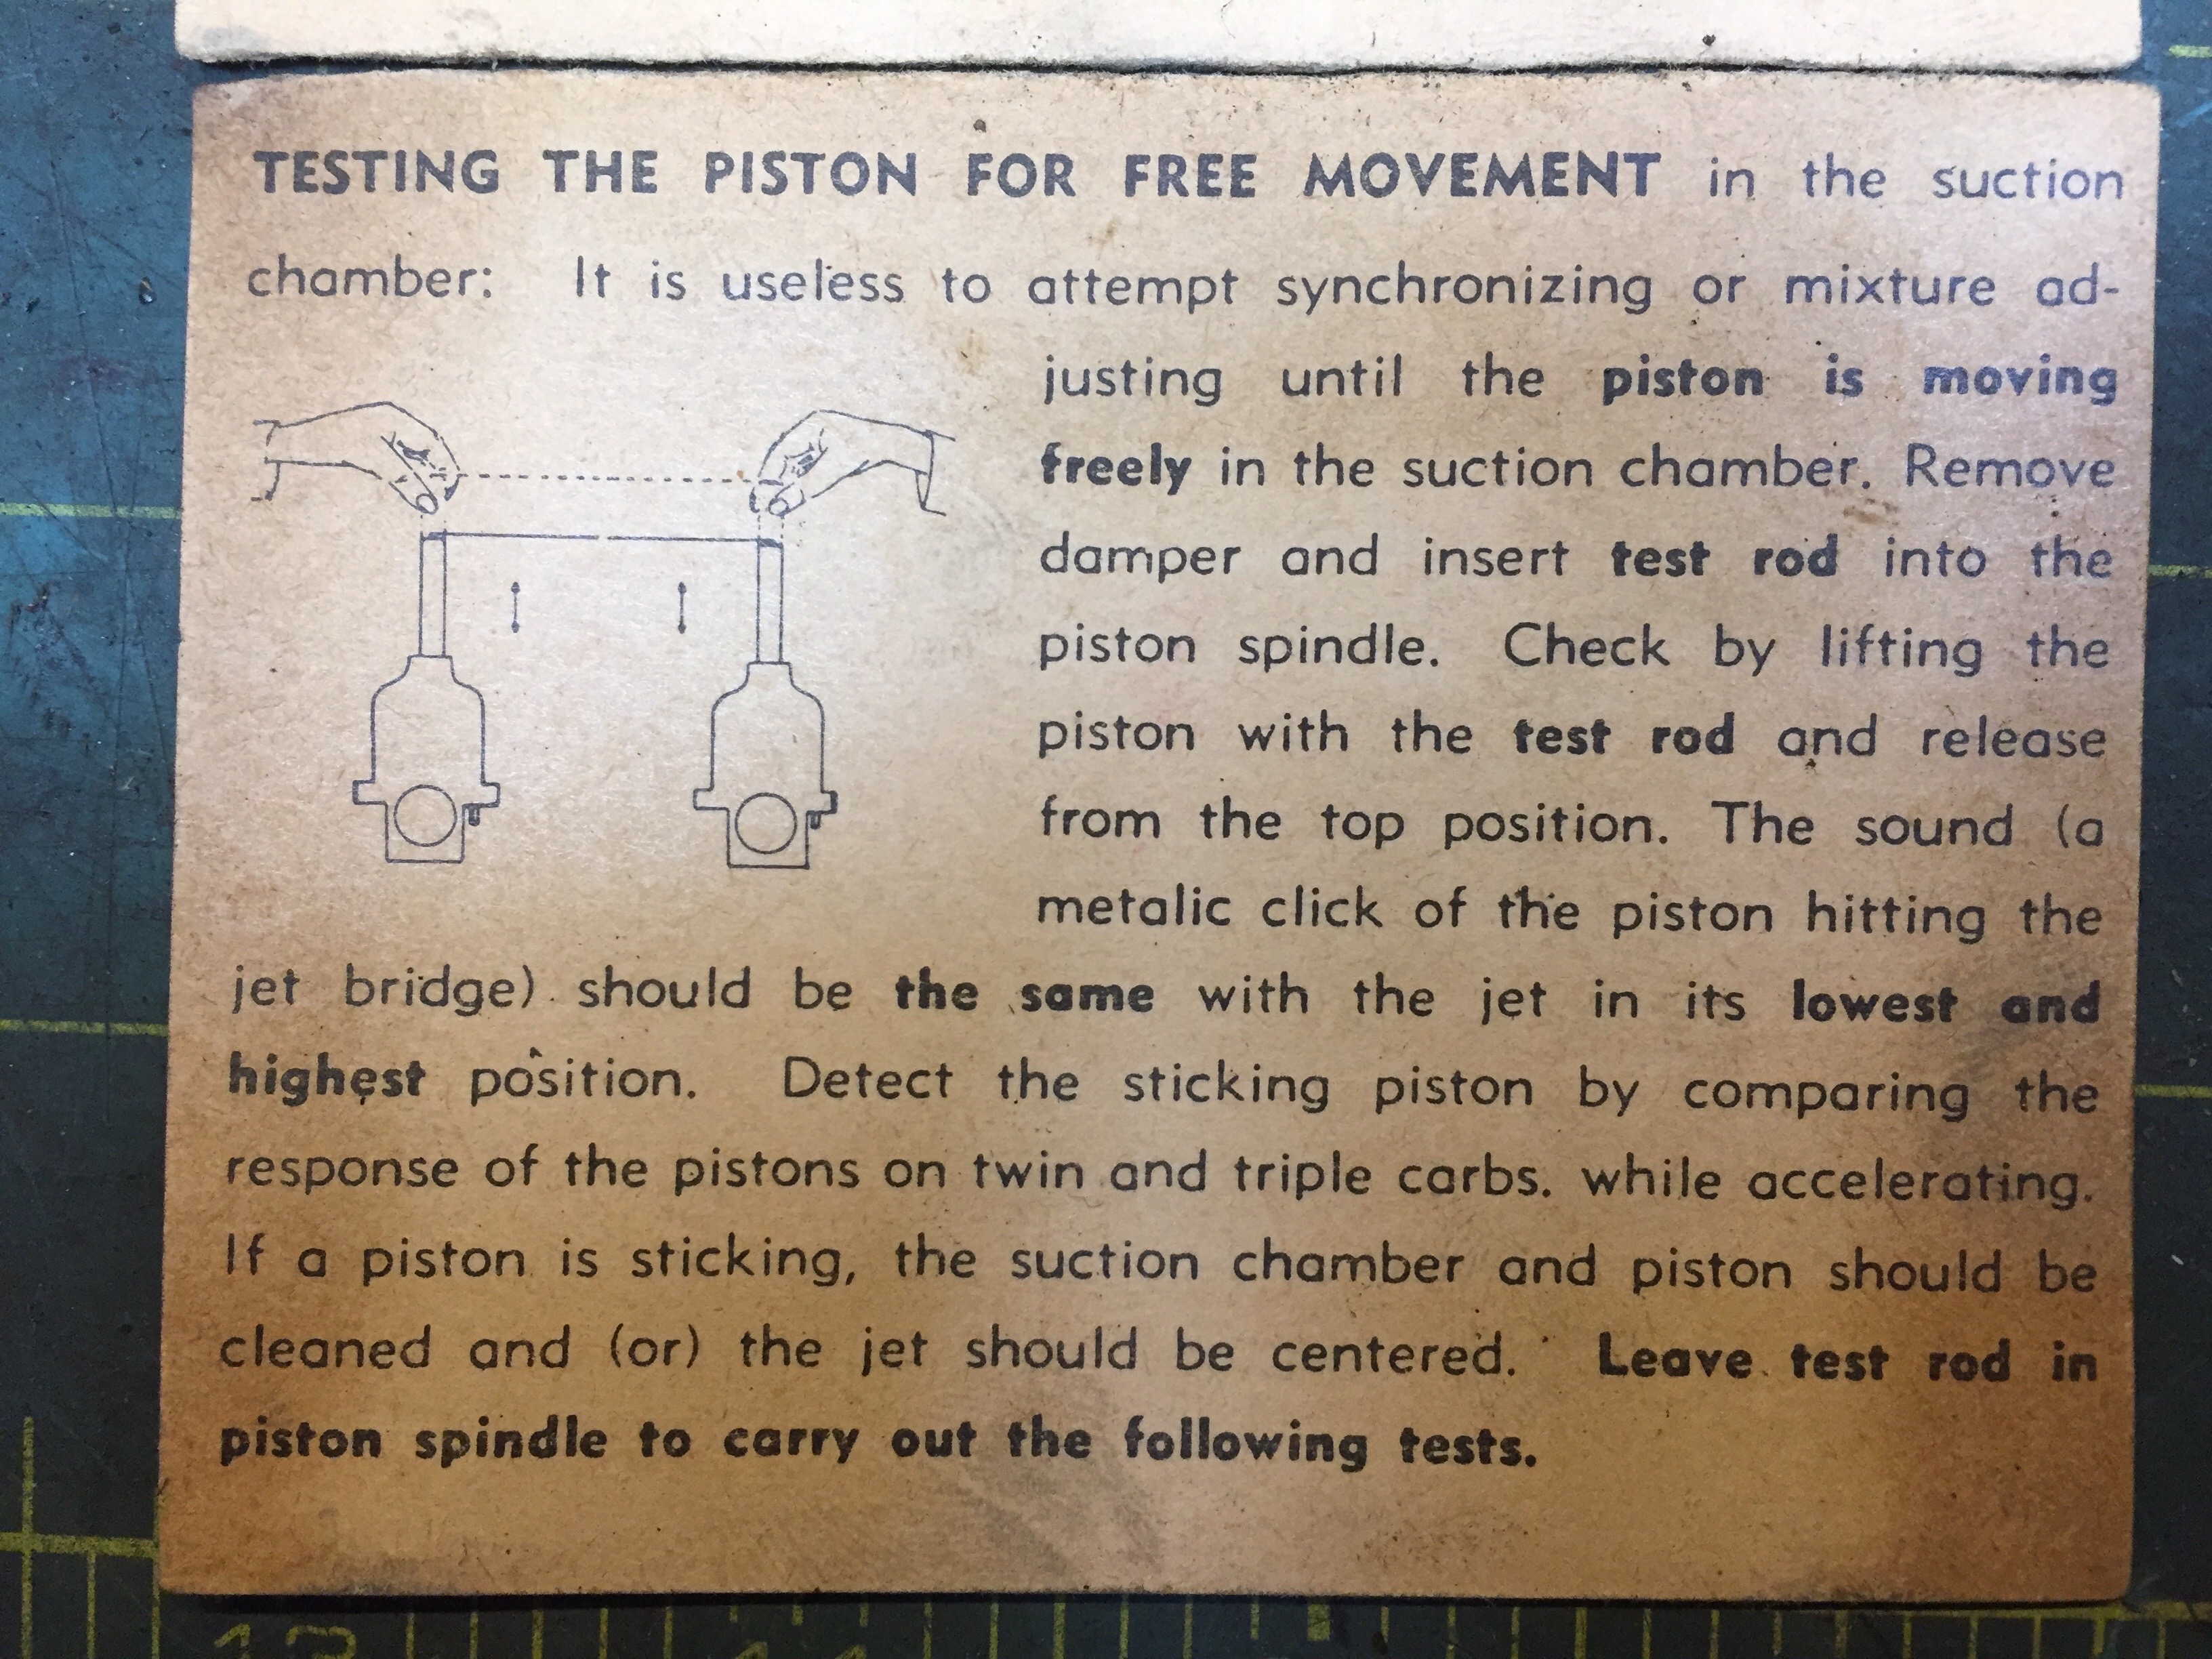 TESTING THE PISTON FOR FREE MOVEMENT in the suction
chamber: It is useless to attempt synchronizing or mixture ad-
justing until the piston is moving
freely in the suction chamber. Remove
damper and insert test rod into the
piston spindle. Check by lifting the
piston with the test rod and release
from the top position. The sound (a
metalic click of the piston hitting the
jet bridge) should be the same with the jet in its lowest and
highest position. Detect the sticking piston by comparing the
response of the pistons on twin and triple carbs. while accelerating.
If a piston is sticking, the suction chamber and piston should be
cleaned and (or) the jet should be centered. Leave test rod in
piston spindle to carry out the following tests.